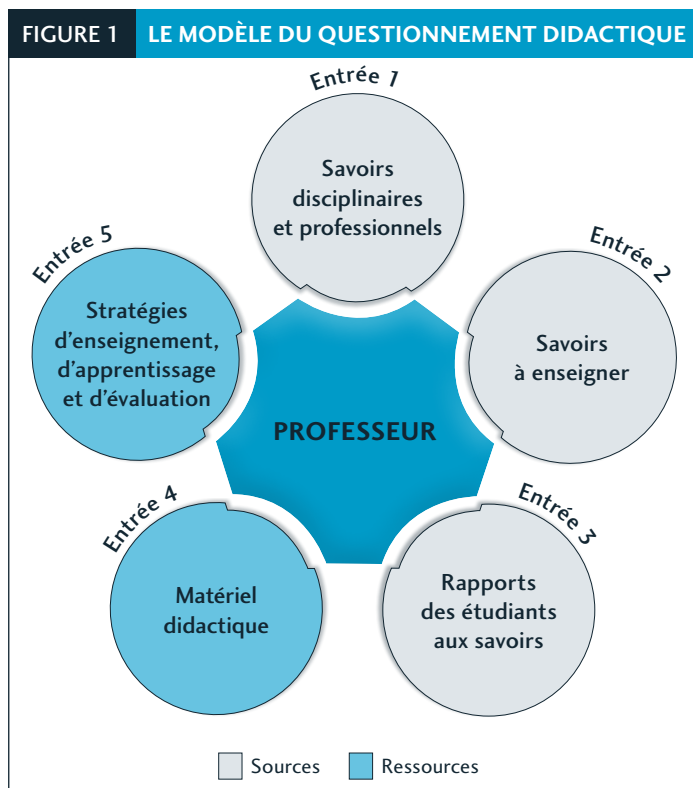 FIGURE 1 LE MODÈLE DU QUESTIONNEMENT DIDACTIQUE
Entrée 1
Savoirs
disciplinaires
et professionnels
Entrée 2
Savoirs
à enseigner
Entrée 3
Rapports
des étudiants
aux savoirs
Entrée 4
Matériel
didactique
Entrée 5
Stratégies
d'enseignement,
d'apprentissage
et d'évaluation
PROFESSEUR
Sources Ressources